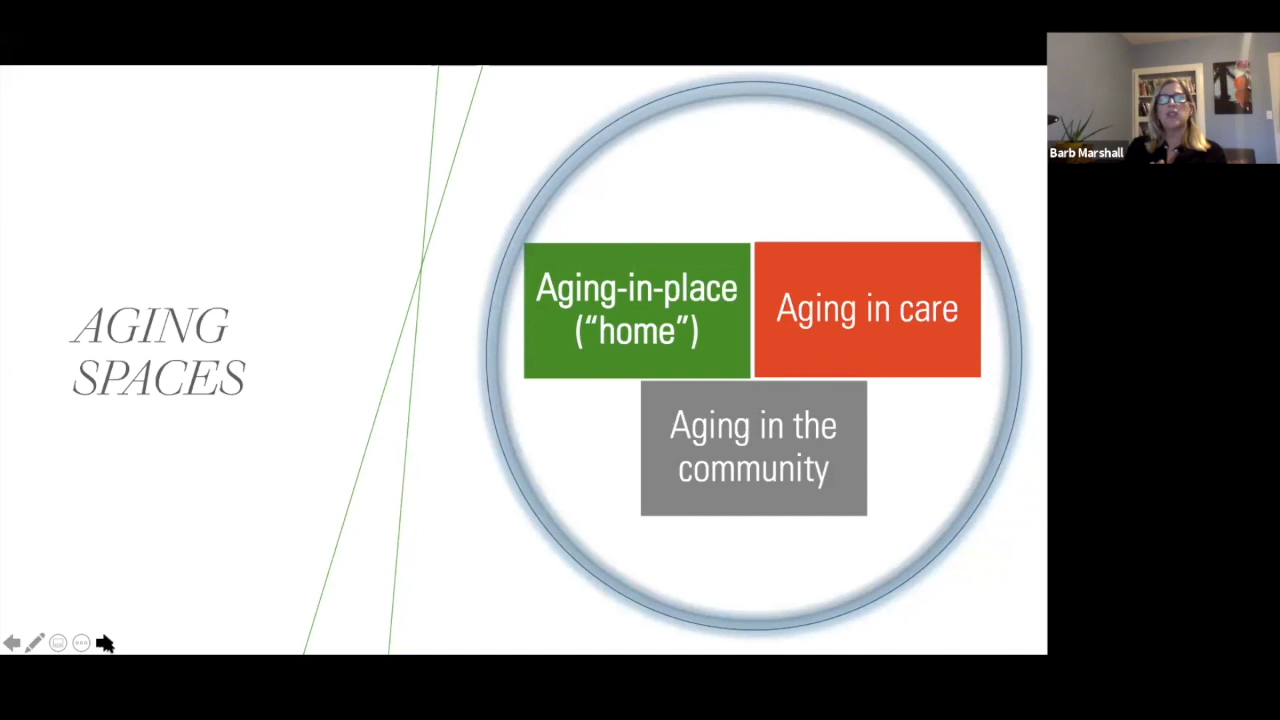 AGING
SPACES
Aging-in-place
(“home”)
Aging in care
Aging in the
community
Barb Marshall